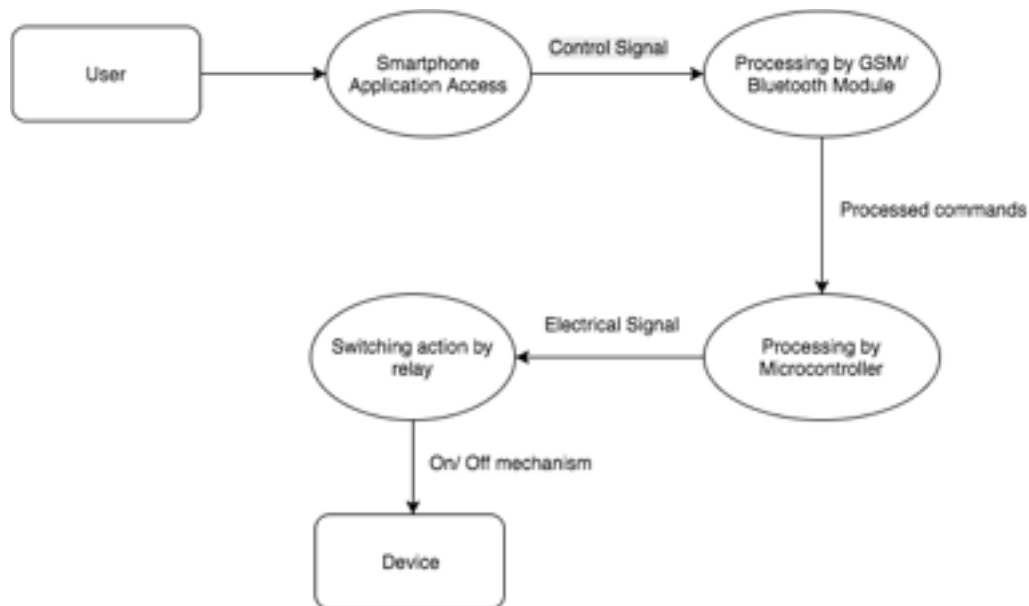 User
Smartphone
Application Access
Control Signal
Processing by GSM/
Bluetooth Module
Processed commands
Processing by
Microcontroller
Electrical Signal
Switching action by
relay
On/ Off mechanism
Device